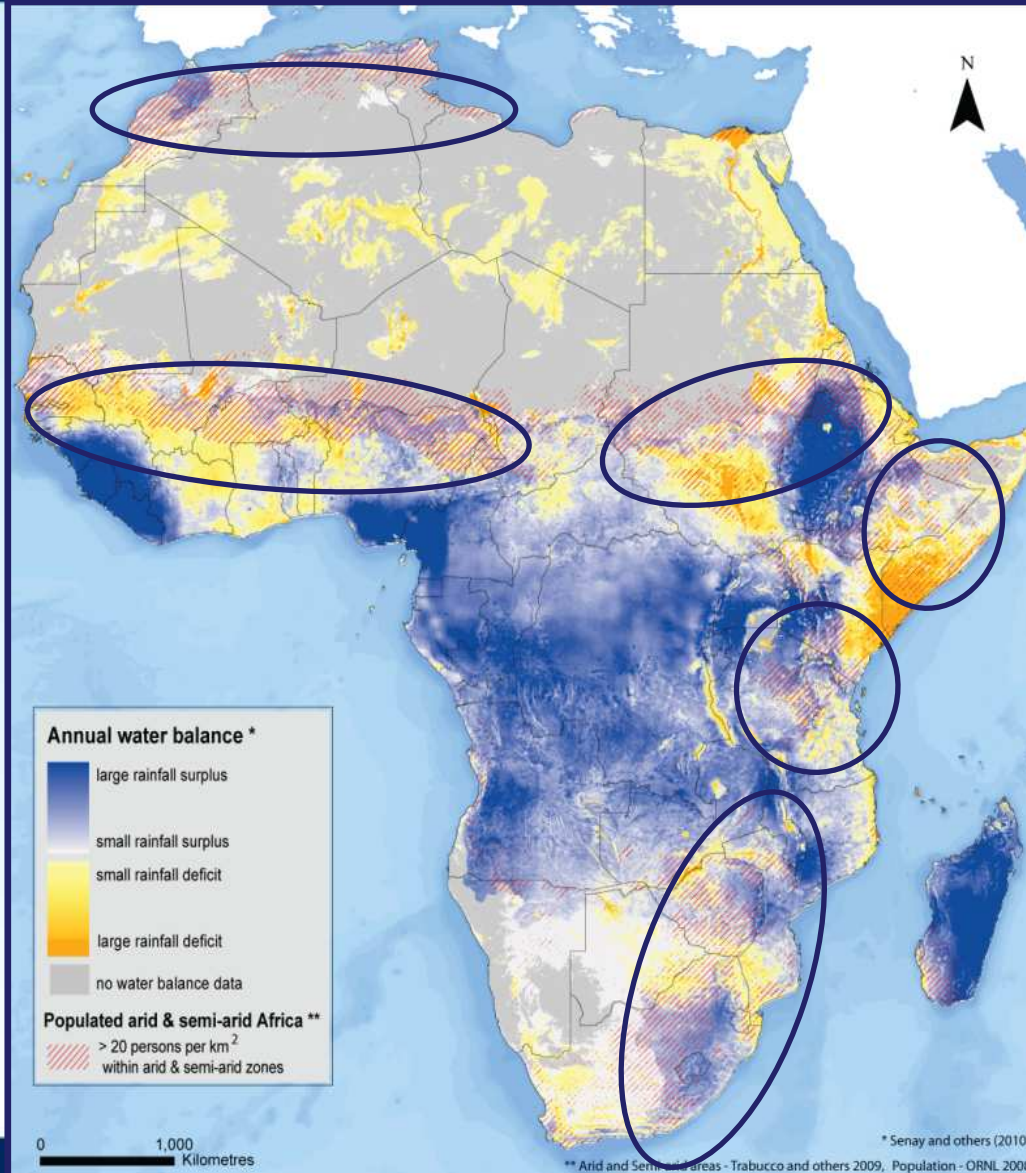 N
Annual water balance *
large rainfall surplus
small rainfall surplus
small rainfall deficit
large rainfall deficit
no water balance data
Populated arid & semi-arid Africa **
> 20 persons per km 2
within arid & semi-arid zones
0 1,000
Kilometres
* Senay and others (2010
** Arid and Semi-arid areas - Trabucco and others 2009, Population - ORNL